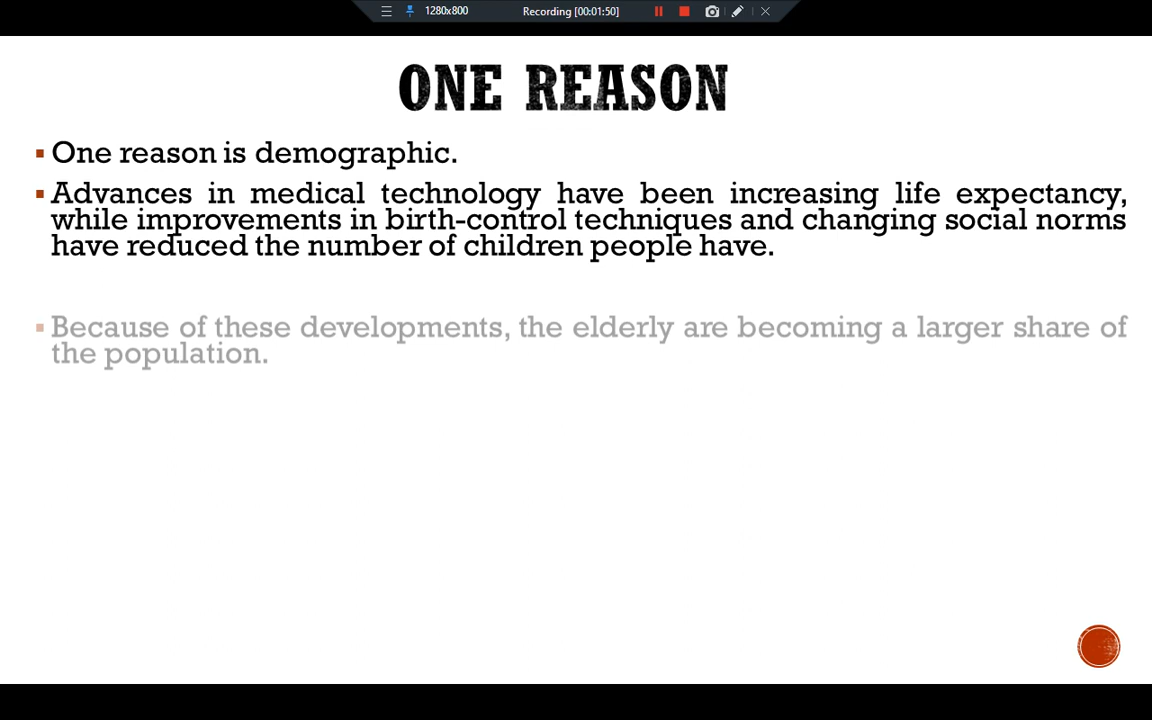 1280x800 Recording [00:01:50]
ONE REASON
One reason is demographic.
Advances in medical technology have been increasing life expectancy,
while improvements in birth-control techniques and changing social norms
have reduced the number of children people have.
Because of these developments, the elderly are becoming a larger share of
the population.